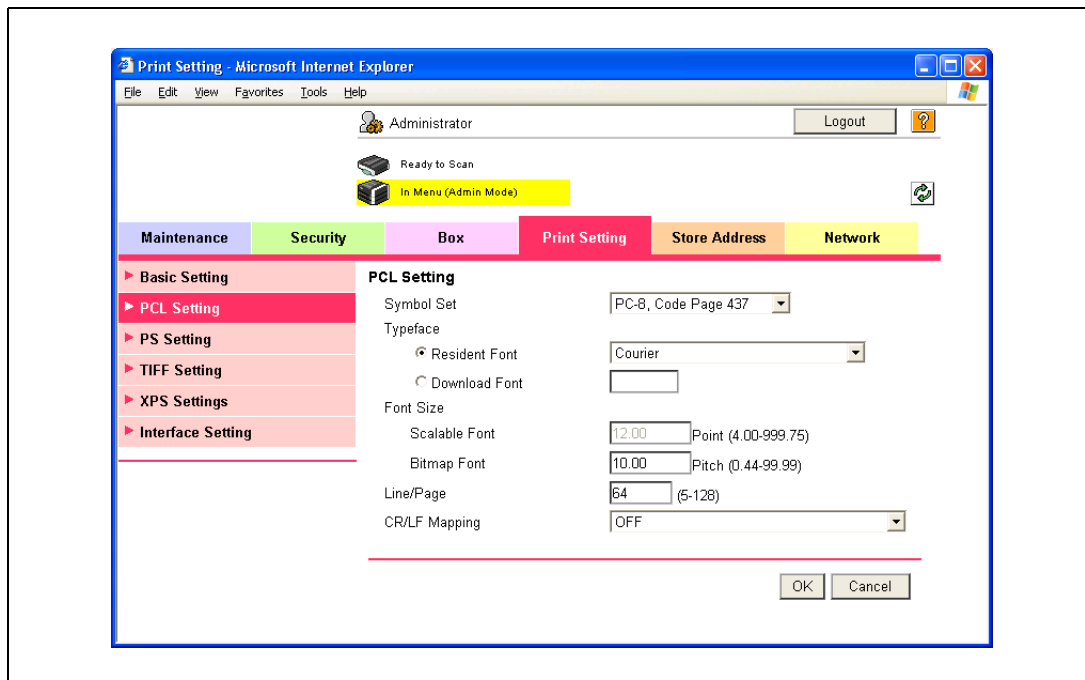 Print Setting - Microsoft Internet Explorer
File Edit View Favorites Tools Help
Administrator Logout ?
Ready to Scan
In Menu (Admin Mode)
Maintenance Security Box Print Setting Store Address Network
Basic Setting
PCL Setting
PS Setting
TIFF Setting
XPS Settings
Interface Setting
PCL Setting
Symbol Set PC-8, Code Page 437
Typeface
Resident Font Courier
Download Font
Font Size
Scalable Font 12.00 Point (4.00-999.75)
Bitmap Font 10.00 Pitch (0.44-99.99)
Line/Page 64 (5-128)
CR/LF Mapping OFF
OK Cancel